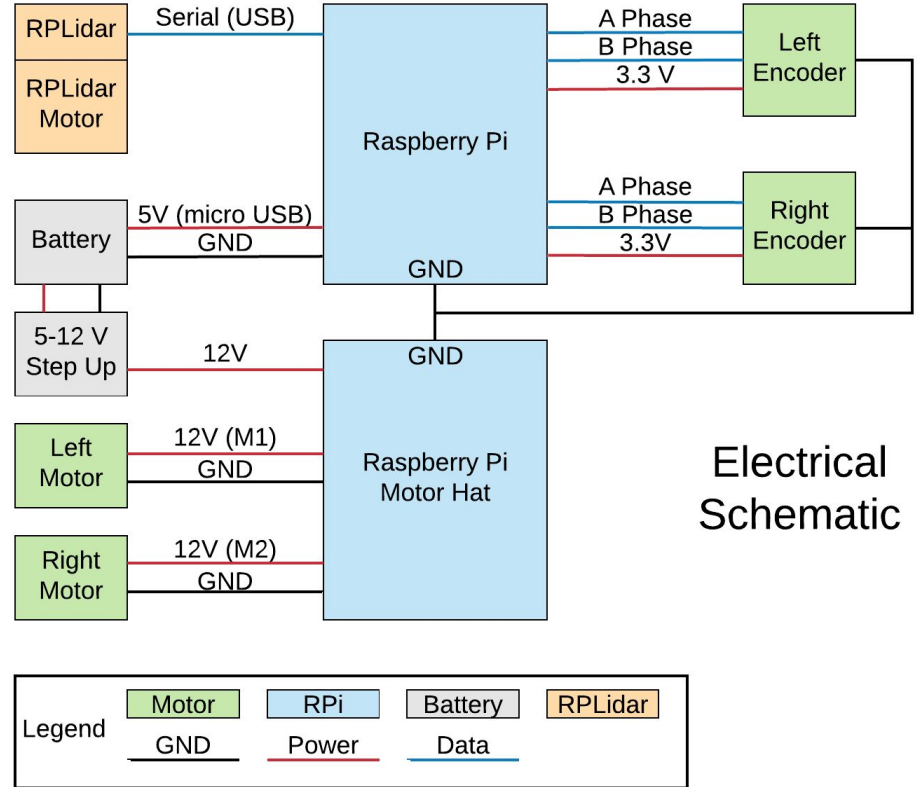 RPLidar
RPLidar
Motor
Serial (USB)
Raspberry Pi
A Phase
B Phase
3.3 V
Left
Encoder
A Phase
B Phase
3.3V
Right
Encoder
Battery
5V (micro USB)
GND
GND
5-12 V
Step Up
12V
GND
Left
Motor
12V (M1)
GND
Raspberry Pi
Motor Hat
Right
Motor
12V (M2)
GND
Electrical
Schematic
Legend
Motor
RPi
Battery
RPLidar
GND
Power
Data